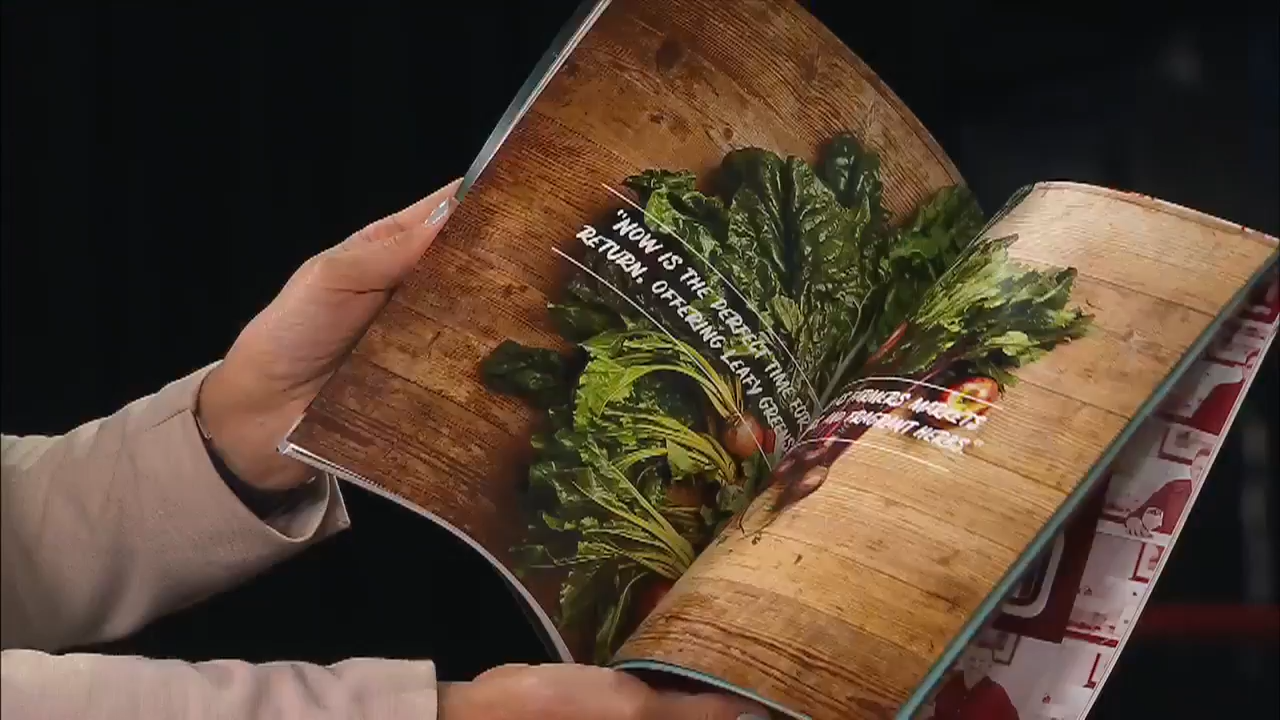 "NOW IS THE PERFECT TIME FOR FARMERS MARKETS
RETURN, OFFERING LEAFY GREENS AND FRAGRANT HERBS"